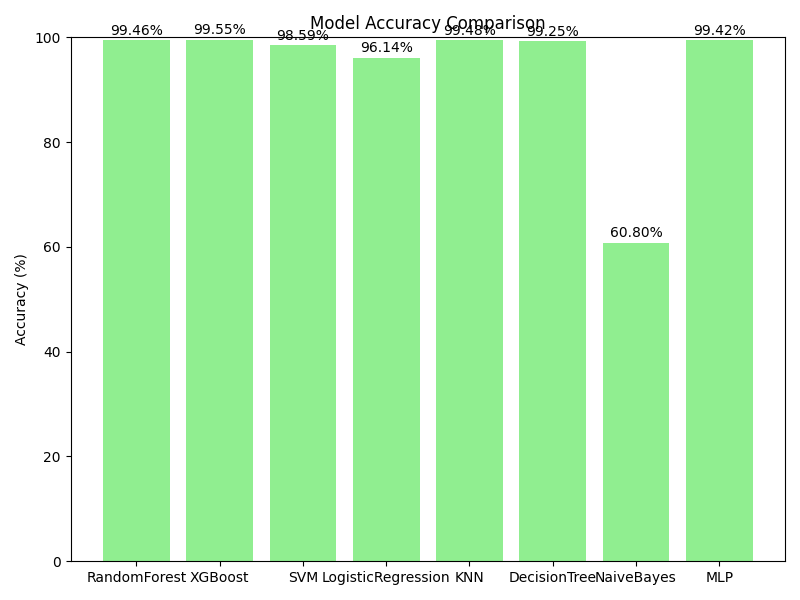 Model Accuracy Comparison
99.46% 99.55% 98.59% 96.14% 99.48% 99.25% 60.80% 99.42%
Accuracy (%)
100
80
60
40
20
0
RandomForest XGBoost SVM LogisticRegression KNN DecisionTree NaiveBayes MLP